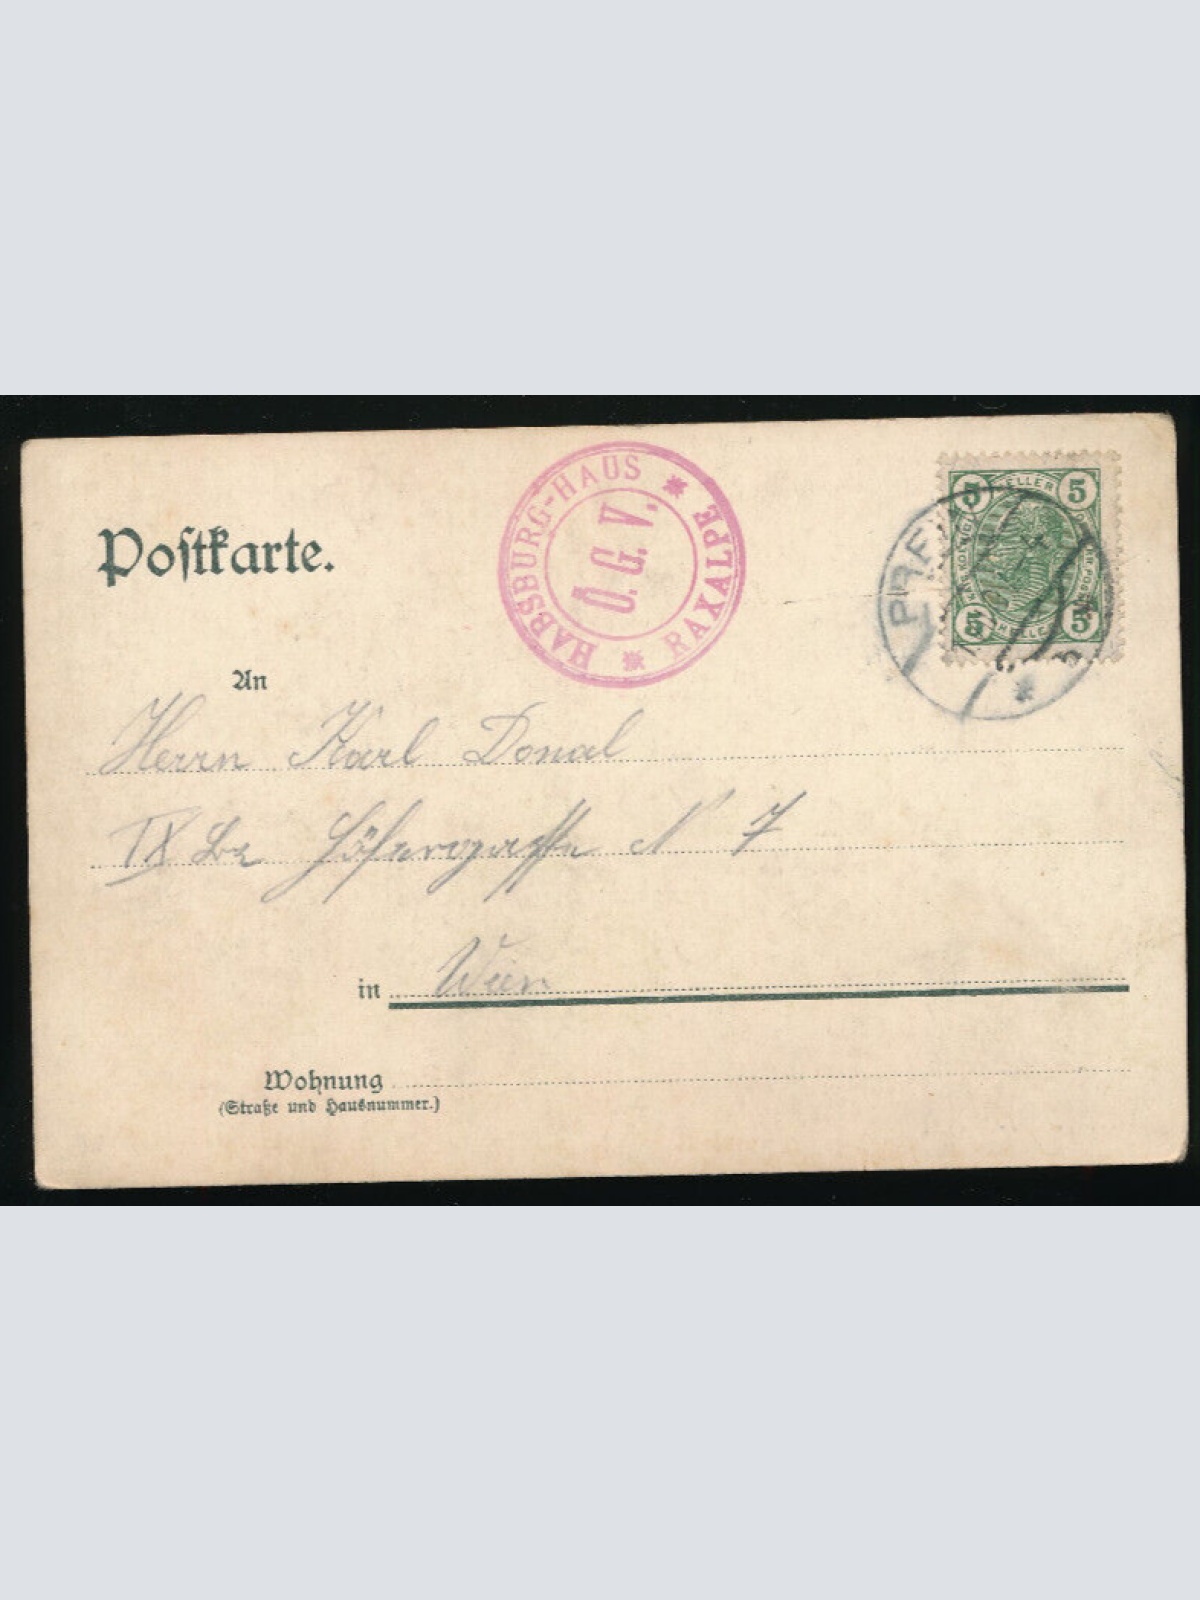 Postkarte.
HABSBURG-HAUS * RAXALPE *
Ö. G. V.
5 HELLER 5
5 HELLER 5
An
Herrn Karl Donal
IX Bz N 7
in Wien
Wohnung
(Straße und Hausnummer.)